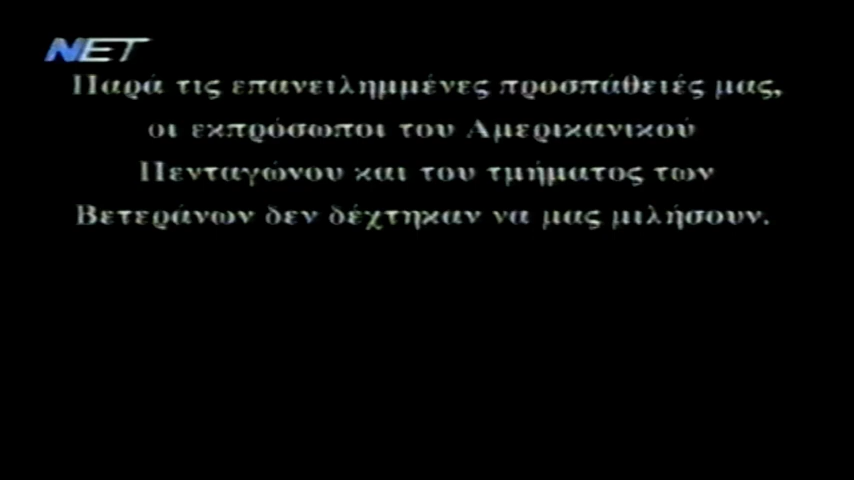 NET
Παρά τις επανειλημμένες προσπάθειές μας,
οι εκπρόσωποι του Αμερικανικού
Πενταγώνου και του τμήματος των
Βετεράνων δεν δέχτηκαν να μας μιλήσουν.